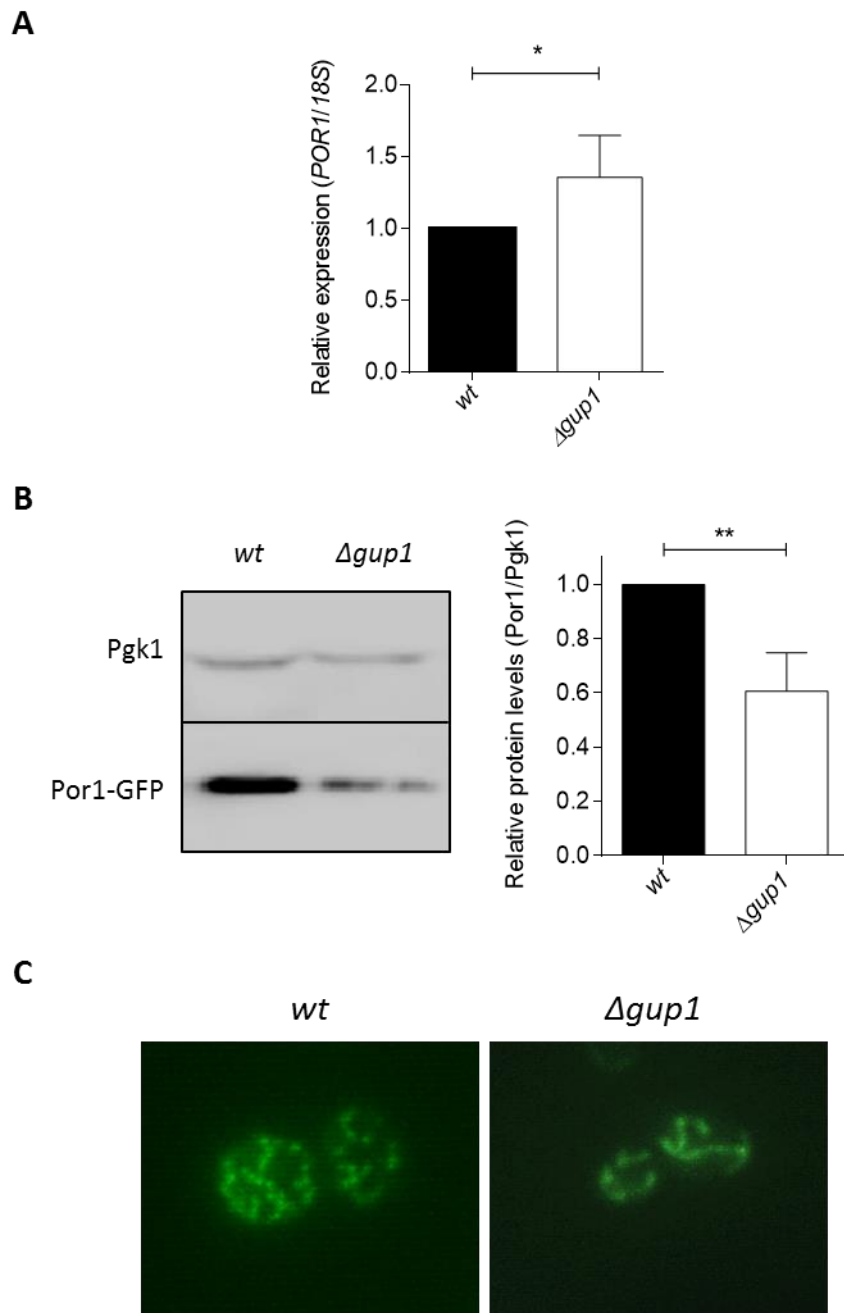 A
*
Relative expression (POR1/18S)
2.0
1.5
1.0
0.5
0.0
wt
Δgup1
B
wt Δgup1
Pgk1
Por1-GFP
**
Relative protein levels (Por1/Pgk1)
1.0
0.8
0.6
0.4
0.2
0.0
wt
Δgup1
C
wt Δgup1